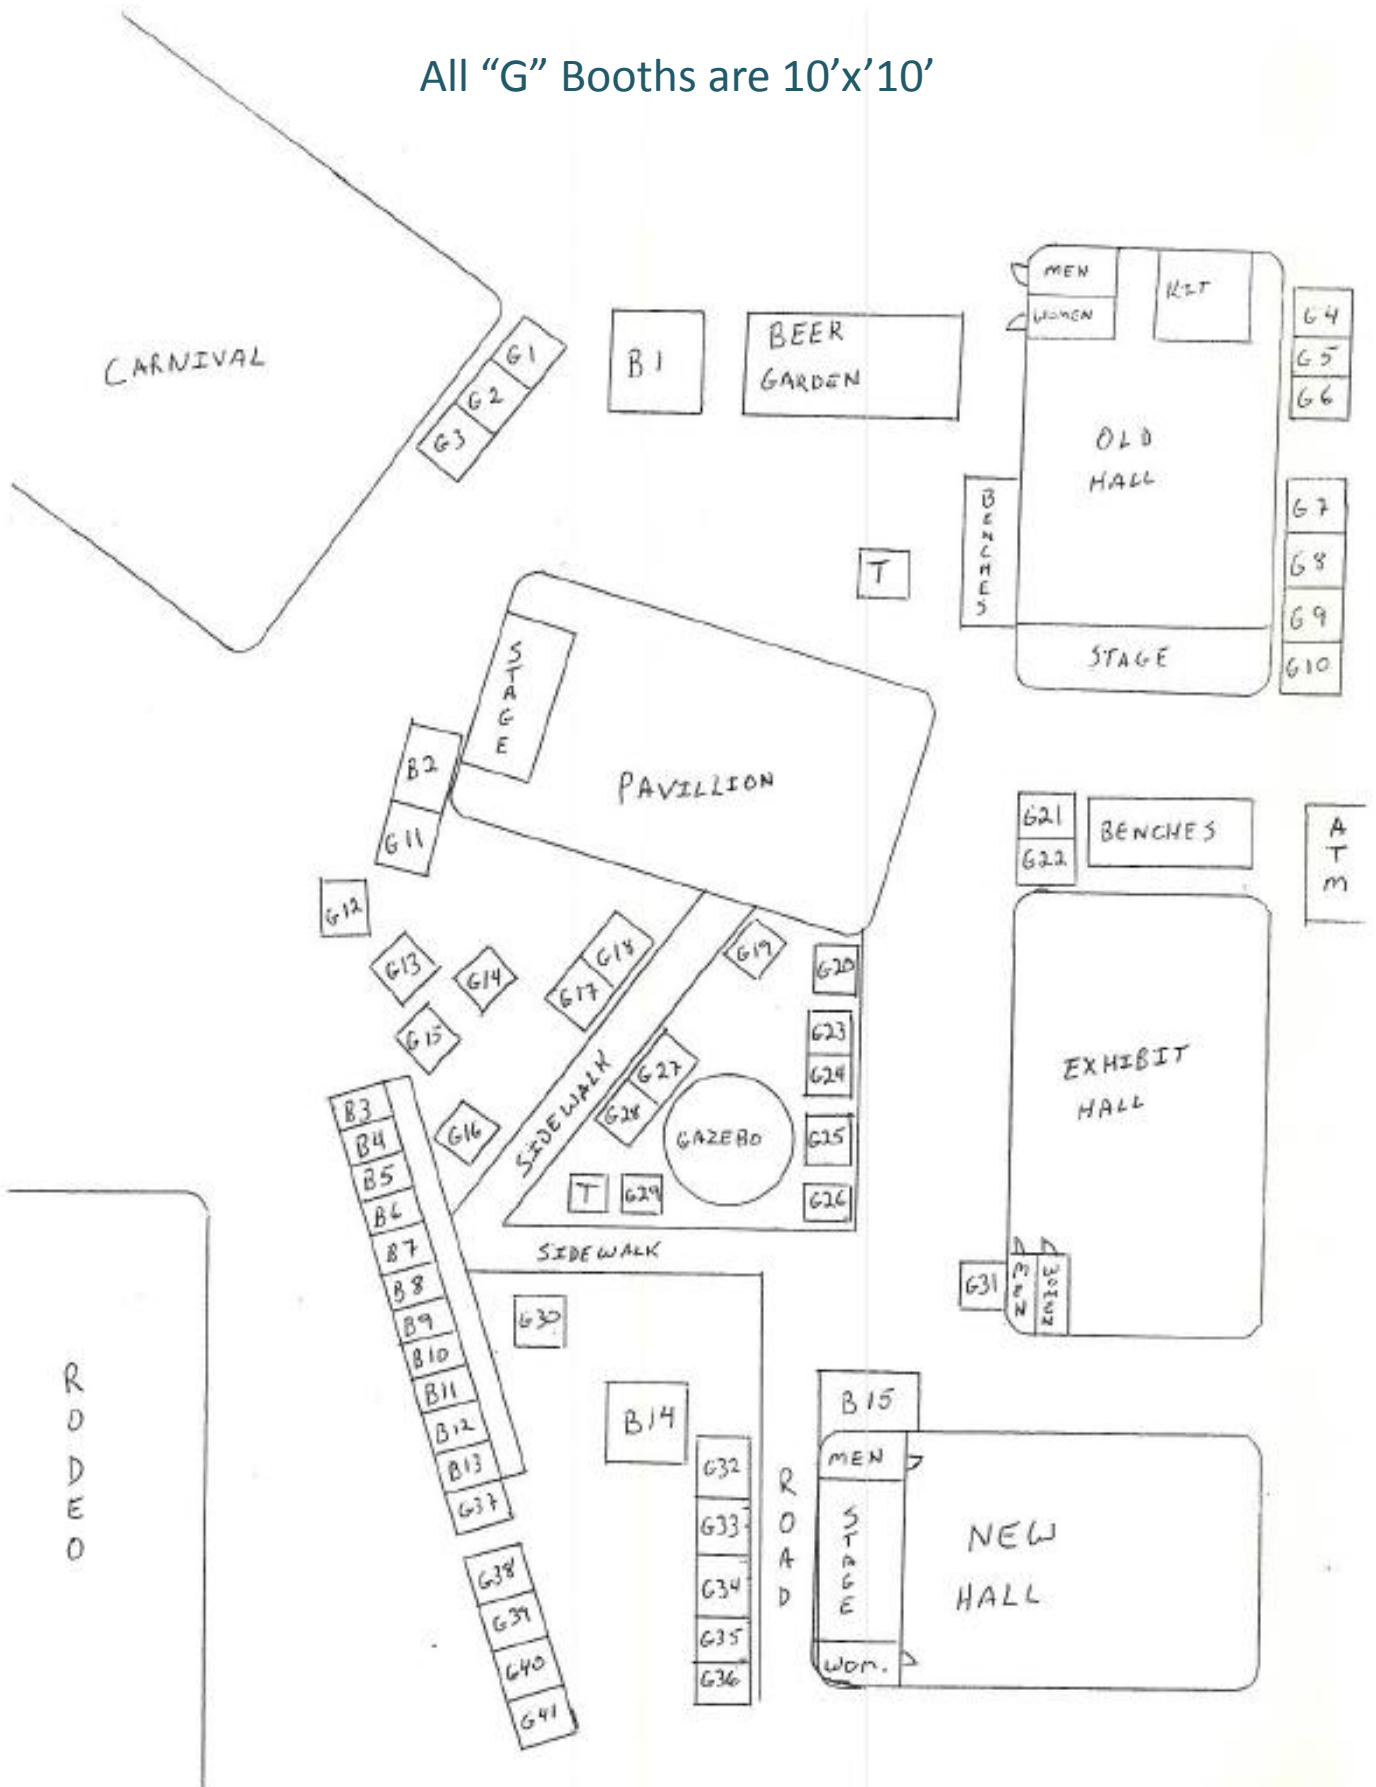 All “G” Booths are 10’x’10’
MEN
KIT
WOMEN
G4
G5
G6
CARNIVAL
G1
G2
G3
B1
BEER
GARDEN
OLD
HALL
BENCHES
G7
G8
G9
G10
T
STAGE
STAGE
B2
G11
PAVILLION
G21
G22
BENCHES
ATM
G12
G13
G14
G15
G16
G17
G18
G19
G20
G23
G24
G25
G26
SIDEWALK
G27
G28
GAZEBO
T
G29
EXHIBIT
HALL
B3
B4
B5
B6
B7
B8
B9
B10
B11
B12
B13
G37
SIDEWALK
G31
MEN
WOMEN
G30
RODEO
B14
B15
G32
G33
G34
G35
G36
ROAD
MEN
STAGE
WOM.
NEW
HALL
G38
G39
G40
G41